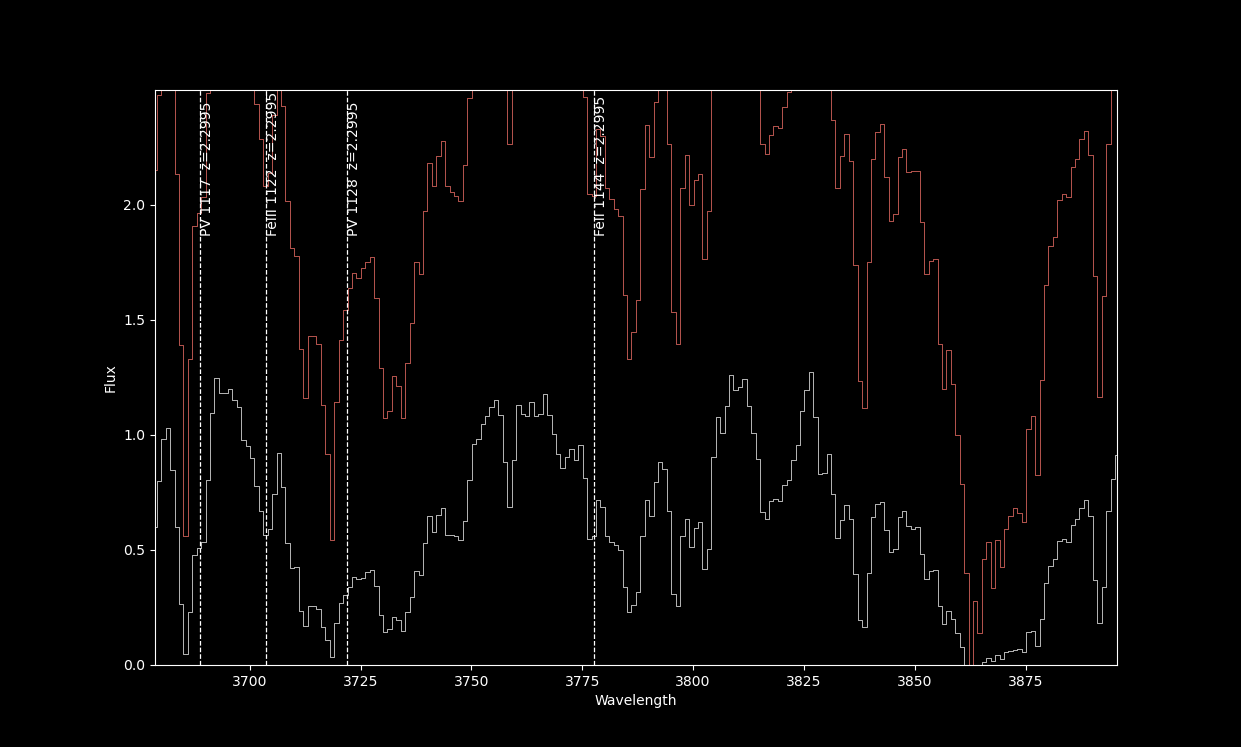 PV 1117 z=2.2995
FeIII 1122 z=2.2995
PV 1128 z=2.2995
FeII 1144 z=2.2995
Flux
2.0
1.5
1.0
0.5
0.0
3700
3725
3750
3775
3800
3825
3850
3875
Wavelength